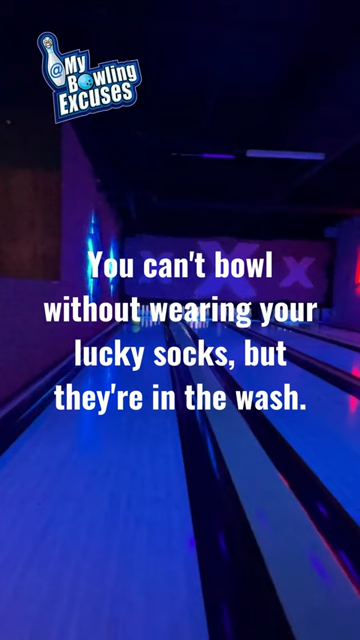 @My
Bowling
EXCUSES
You can't bowl
without wearing your
lucky socks, but
they're in the wash.
X X X